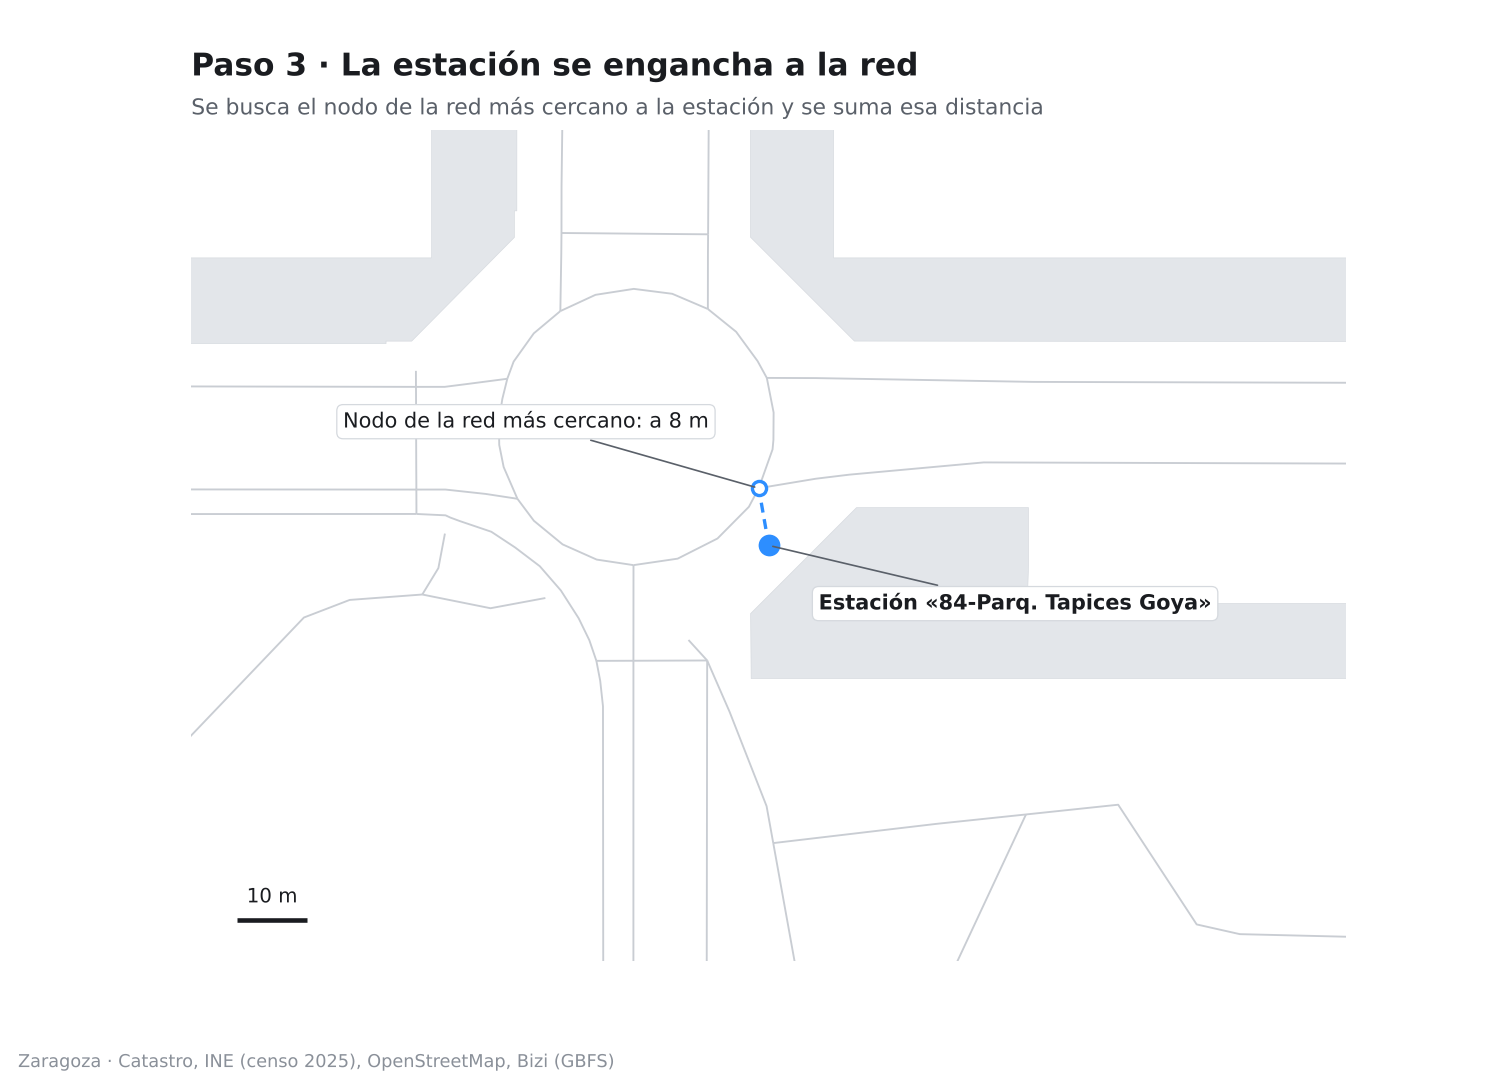 Paso 3 · La estación se engancha a la red
Se busca el nodo de la red más cercano a la estación y se suma esa distancia
Nodo de la red más cercano: a 8 m
Estación «84-Parq. Tapices Goya»
10 m
Zaragoza · Catastro, INE (censo 2025), OpenStreetMap, Bizi (GBFS)